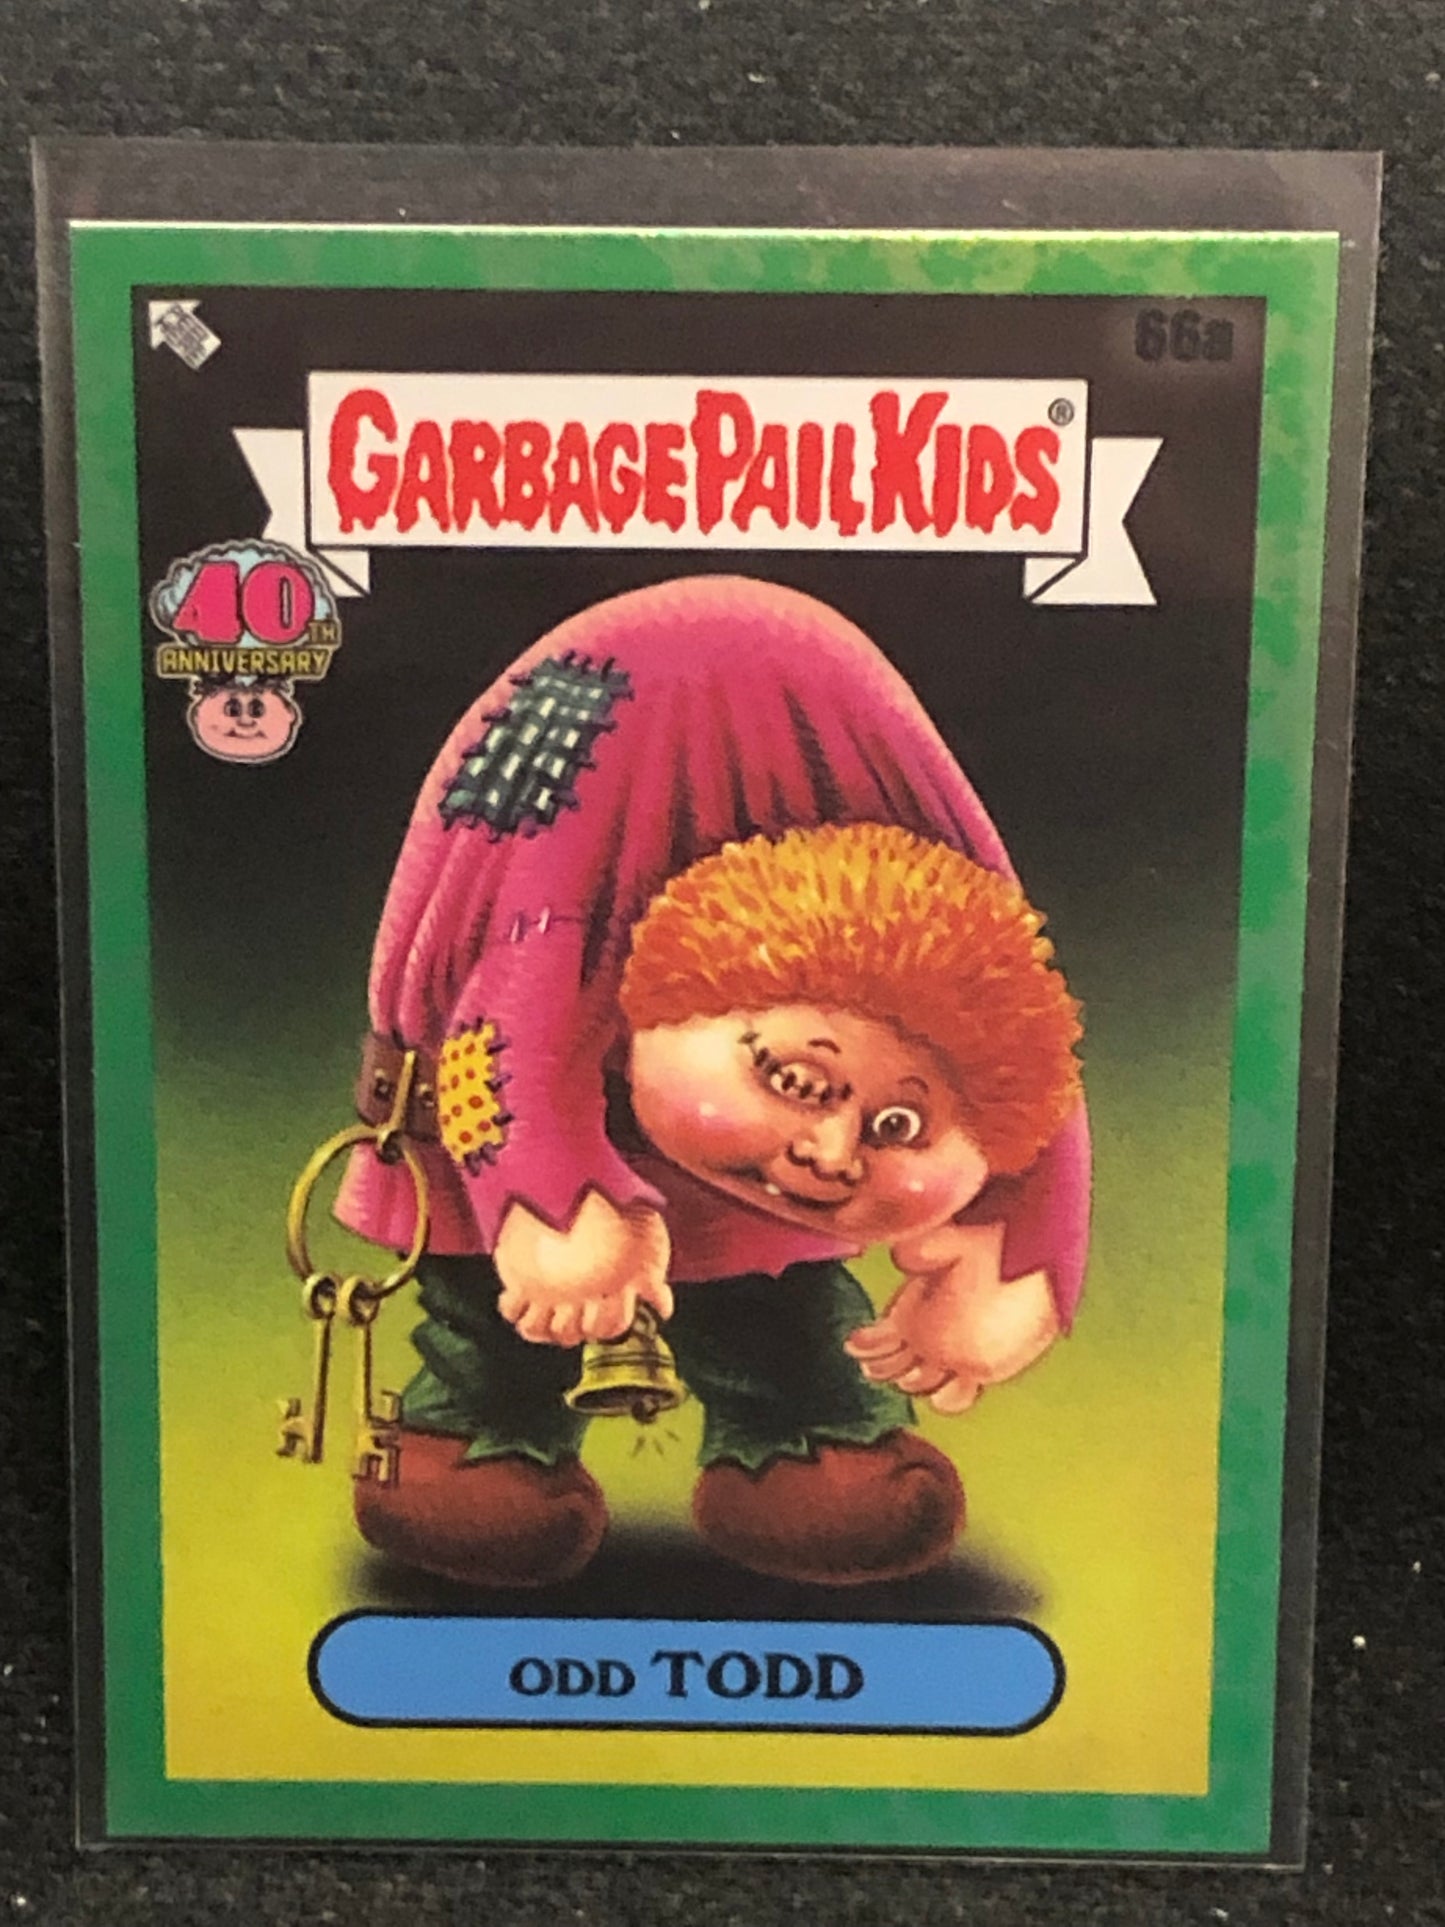 66a
GARBAGE PAIL KIDS®
40TH
ANNIVERSARY
ODD TODD